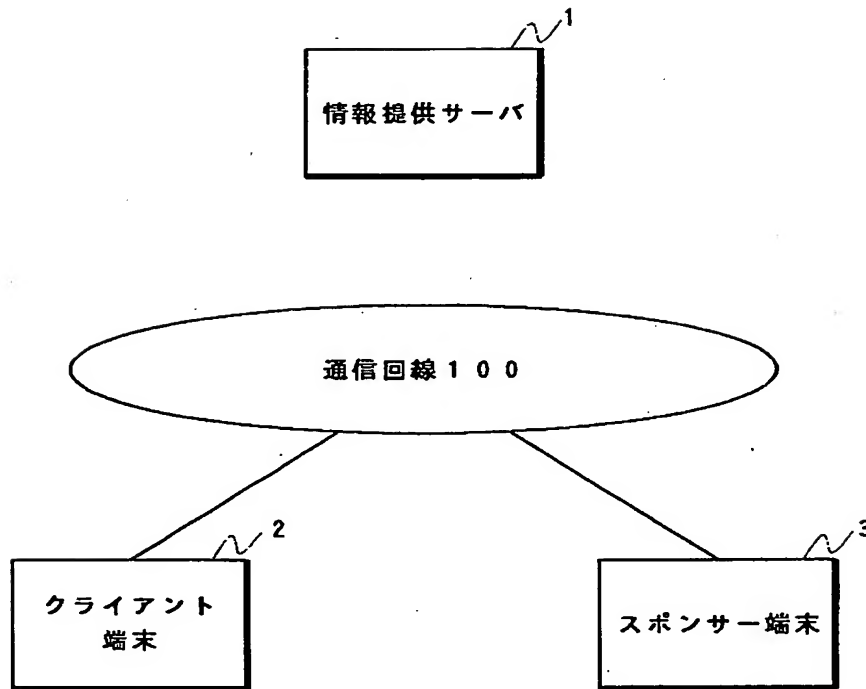 1
情報提供サーバ
通信回線100
2
クライアント
端末
3
スポンサー端末